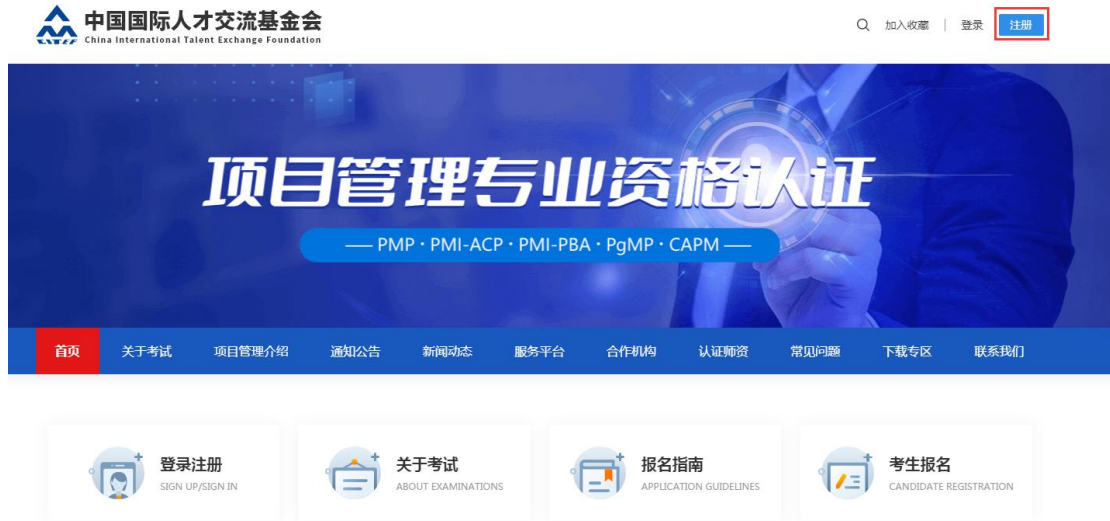 中国国际人才交流基金会
China International Talent Exchange Foundation
加入收藏 | 登录 注册
项目管理专业资格认证
—— PMP · PMI-ACP · PMI-PBA · PgMP · CAPM ——
首页 关于考试 项目管理介绍 通知公告 新闻动态 服务平台 合作机构 认证师资 常见问题 下载专区 联系我们
登录注册 关于考试 报名指南 考生报名
SIGN UP/SIGN IN ABOUT EXAMINATIONS APPLICATION GUIDELINES CANDIDATE REGISTRATION